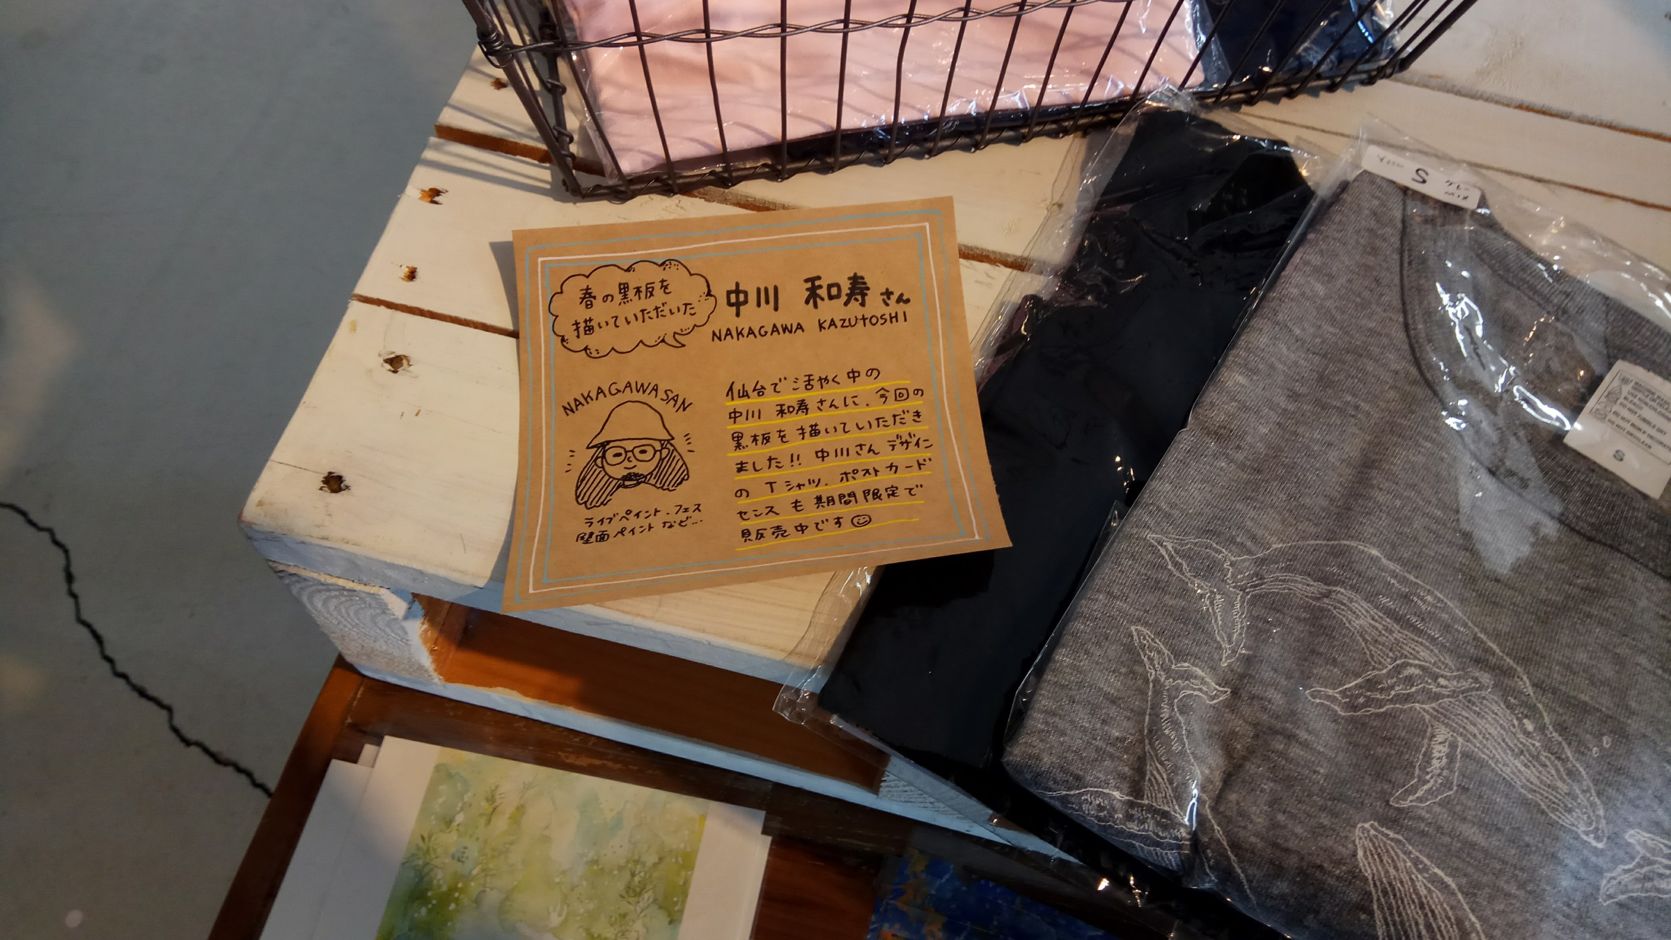 春の黒板を
描いていただいた
中川 和寿さん
NAKAGAWA KAZUTOSHI
NAKAGAWASAN
ライブペイント・フェス
壁面ペイントなど…
仙台で活やく中の
中川 和寿さんに、今回の
黒板を描いていただき
ました!! 中川さんデザイン
の Tシャツ、ポストカード
センス も 期間限定で
販売中です
S
S